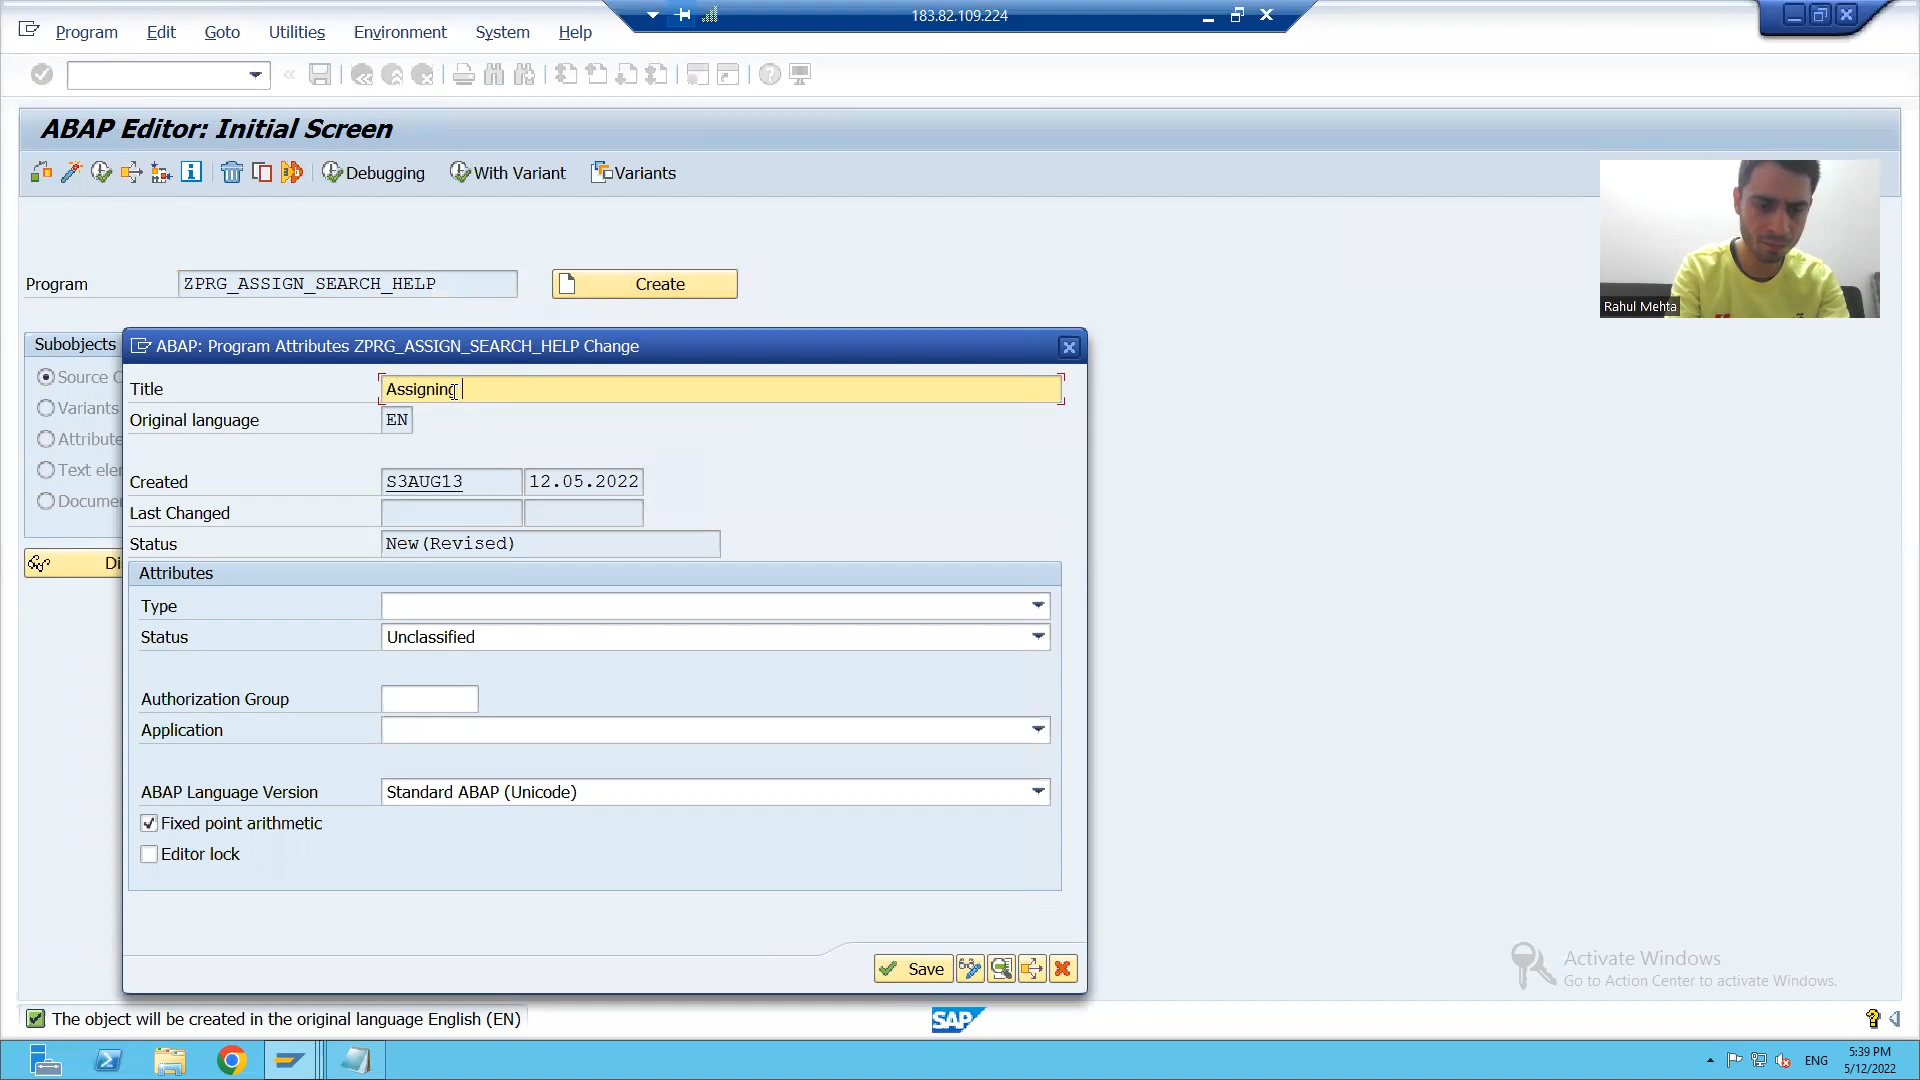 183.82.109.224
Program Edit Goto Utilities Environment System Help
ABAP Editor: Initial Screen
Debugging With Variant Variants
Program ZPRG_ASSIGN_SEARCH_HELP Create
Rahul Mehta
Subobjects
ABAP: Program Attributes ZPRG_ASSIGN_SEARCH_HELP Change
Source C
Title Assigning
Variants
Original language EN
Attribute
Text ele
Created S3AUG13 12.05.2022
Docume
Last Changed
Status New(Revised)
Di
Attributes
Type
Status Unclassified
Authorization Group
Application
ABAP Language Version Standard ABAP (Unicode)
Fixed point arithmetic
Editor lock
Save
Activate Windows
Go to Action Center to activate Windows.
The object will be created in the original language English (EN)
SAP
ENG
5:39 PM
5/12/2022